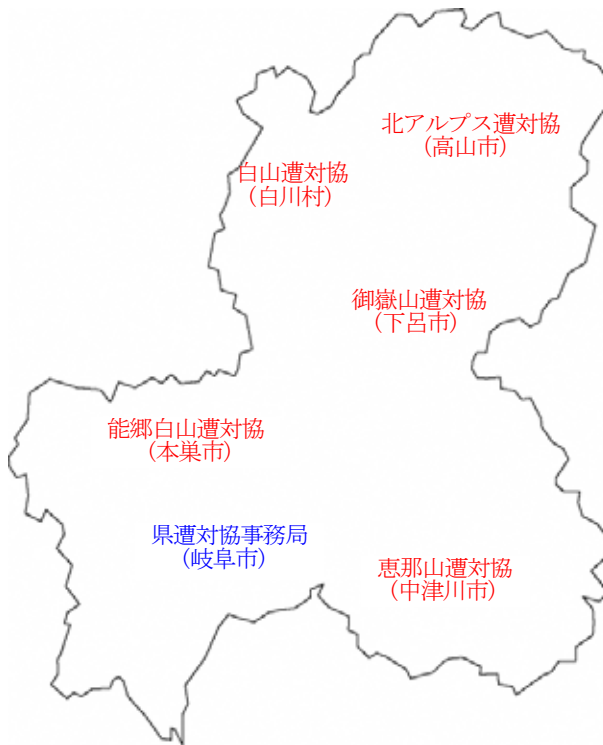 北アルプス遭対協
(高山市)
白山遭対協
(白川村)
御嶽山遭対協
(下呂市)
能郷白山遭対協
(本巣市)
県遭対協事務局
(岐阜市)
恵那山遭対協
(中津川市)